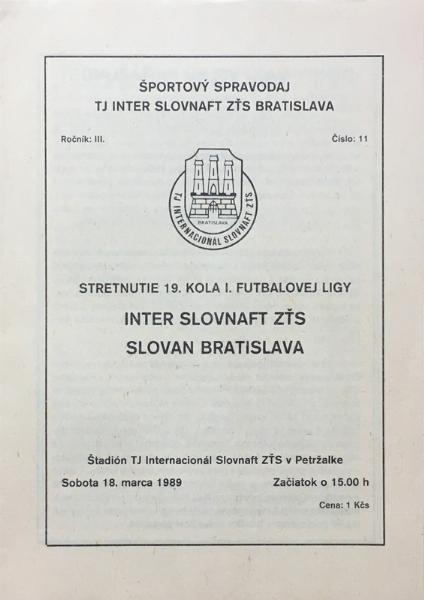 ŠPORTOVÝ SPRAVODAJ
TJ INTER SLOVNAFT ZŤS BRATISLAVA
Ročník: III. Číslo: 11
BRATISLAVA
TJ INTERNACIONÁL SLOVNAFT ZŤS
STRETNUTIE 19. KOLA I. FUTBALOVEJ LIGY
INTER SLOVNAFT ZŤS
SLOVAN BRATISLAVA
Štadión TJ Internacionál Slovnaft ZŤS v Petržalke
Sobota 18. marca 1989 Začiatok o 15.00 h
Cena: 1 Kčs